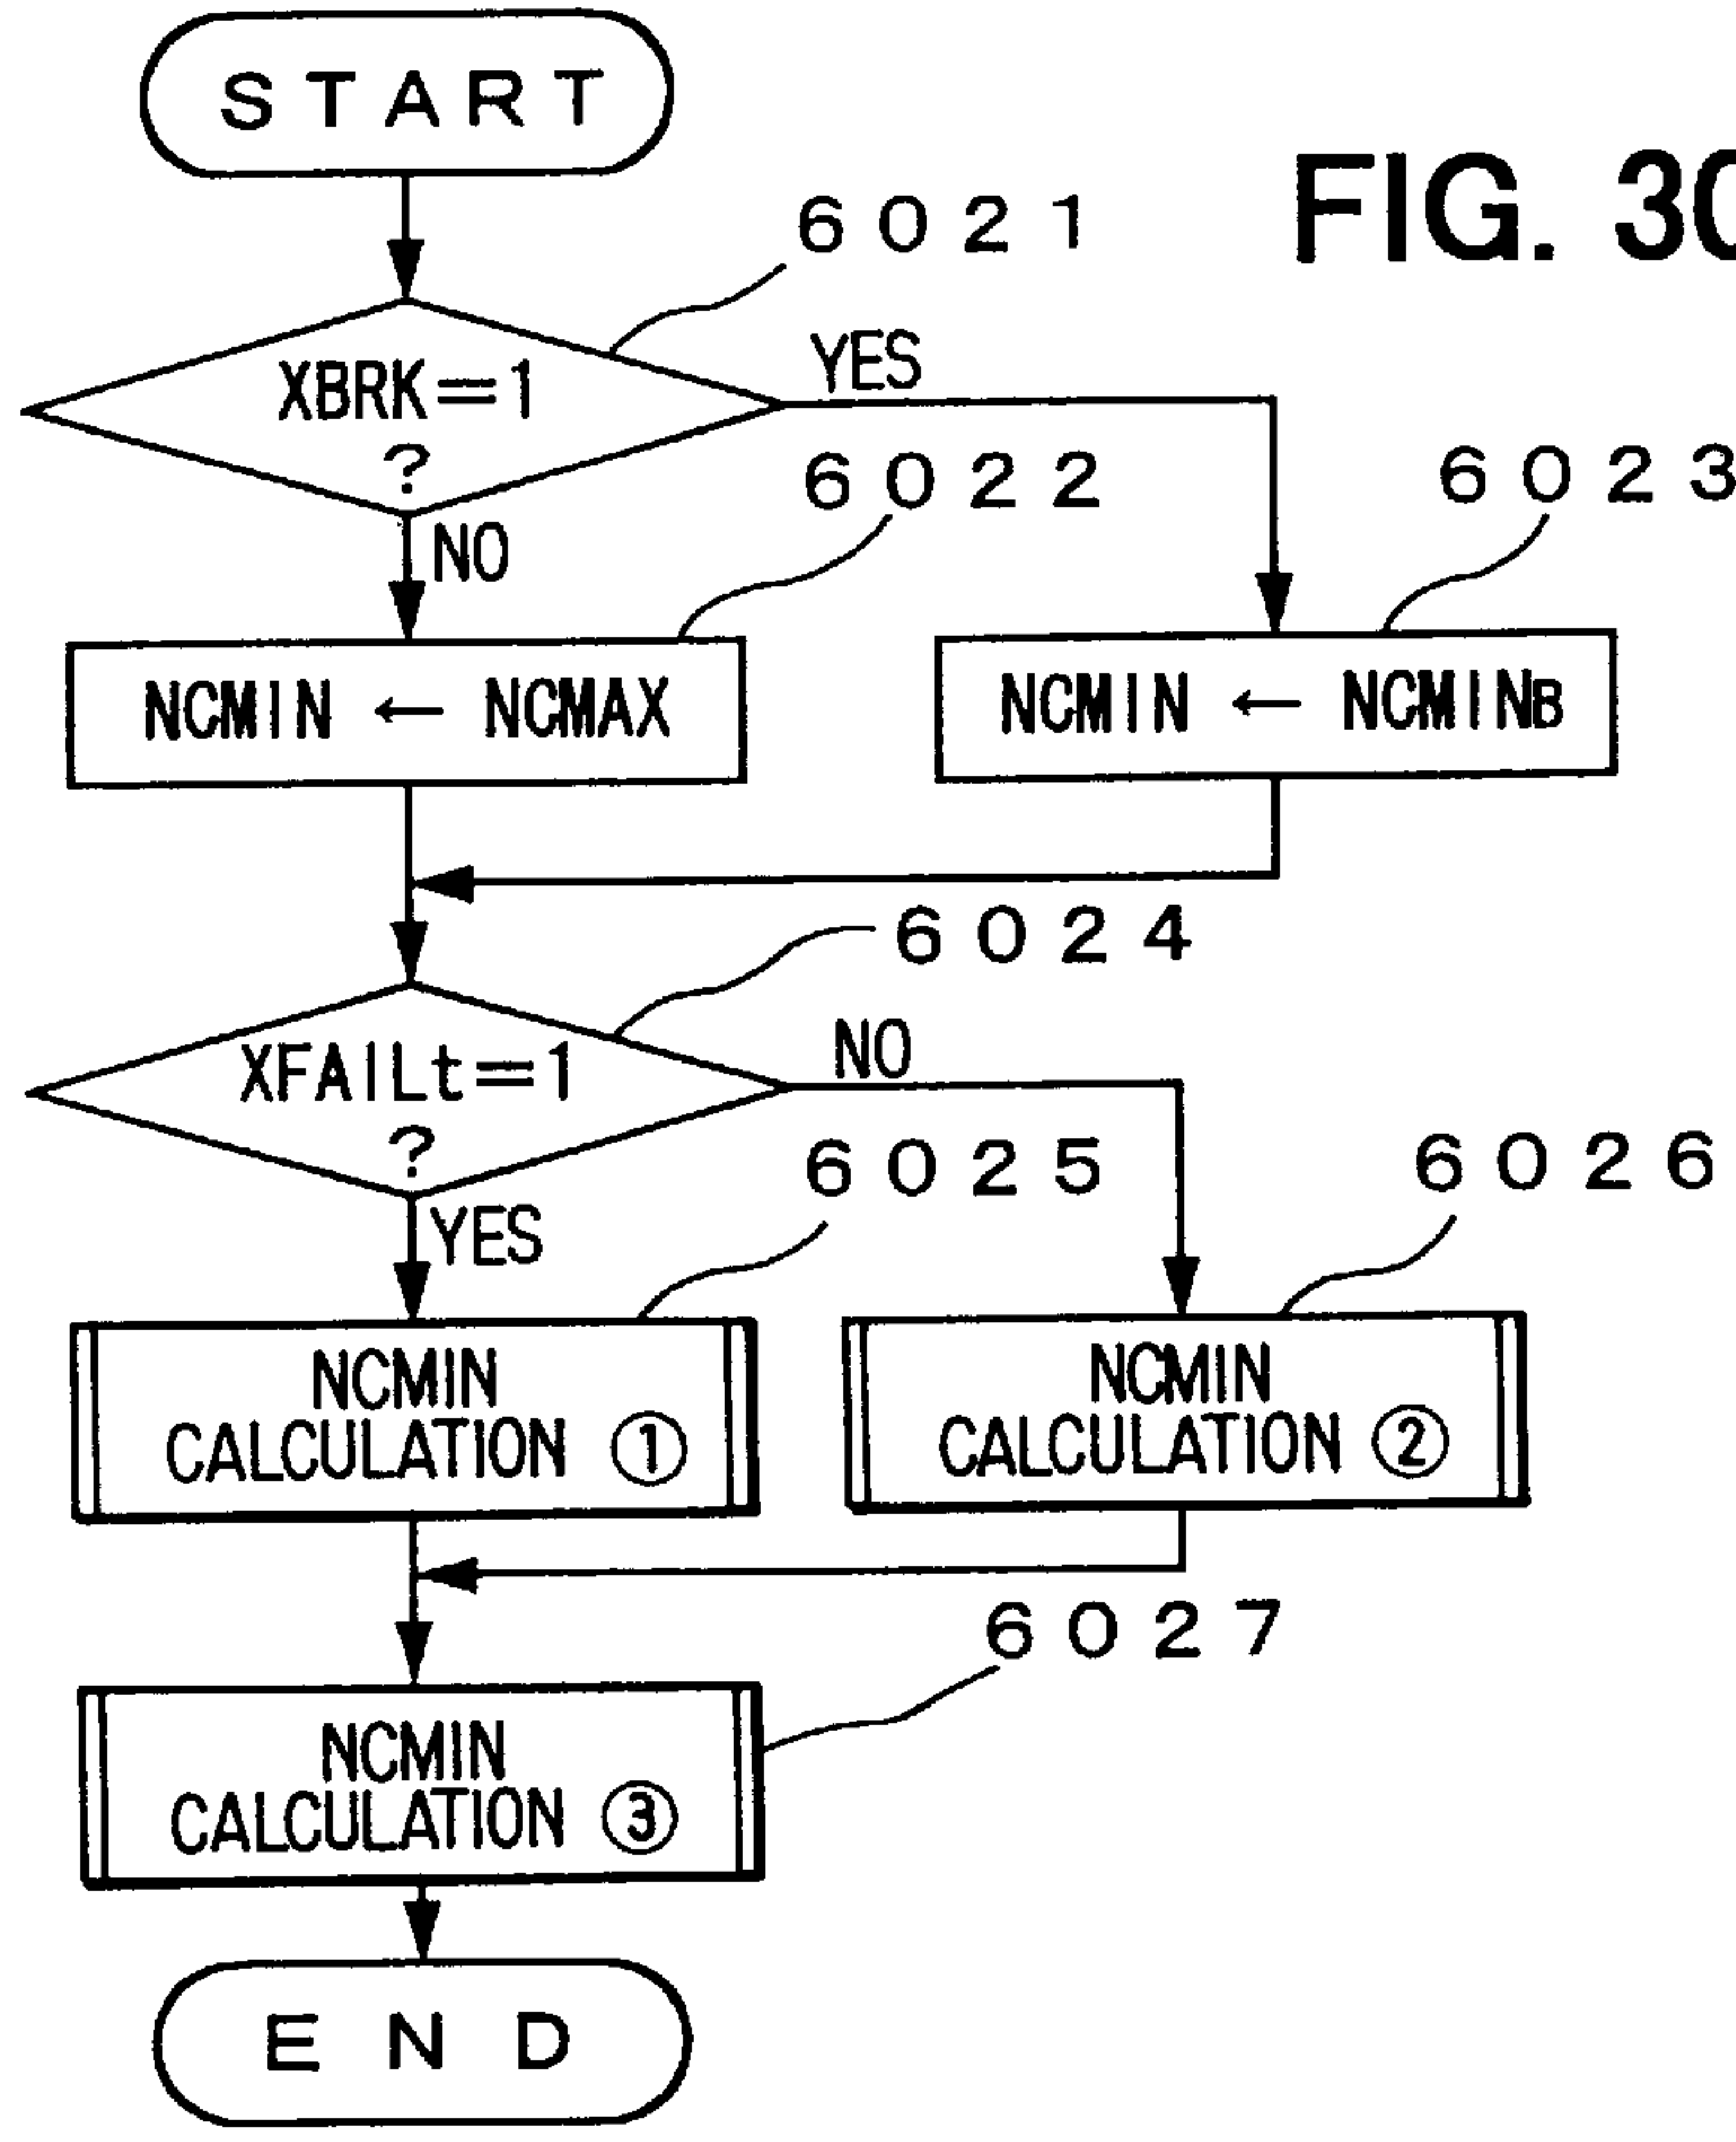 START
FIG. 30
6021
XBRK=1
?
YES
NO
6022
6023
NCMIN ← NCMAX
NCMIN ← NCMINB
6024
XFAILt=1
?
NO
YES
6025
6026
NCMIN
CALCULATION ①
NCMIN
CALCULATION ②
6027
NCMIN
CALCULATION ③
END